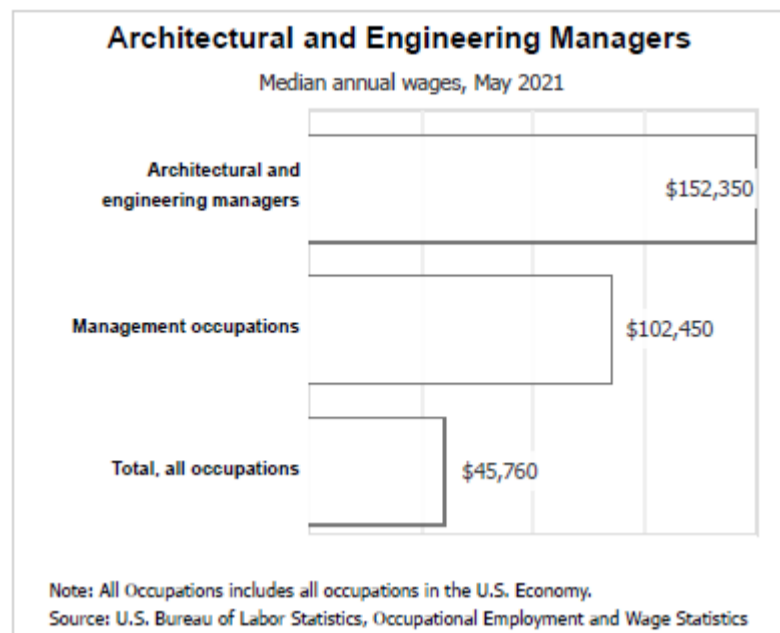 Architectural and Engineering Managers
Median annual wages, May 2021
Architectural and
engineering managers
$152,350
Management occupations
$102,450
Total, all occupations
$45,760
Note: All Occupations includes all occupations in the U.S. Economy.
Source: U.S. Bureau of Labor Statistics, Occupational Employment and Wage Statistics